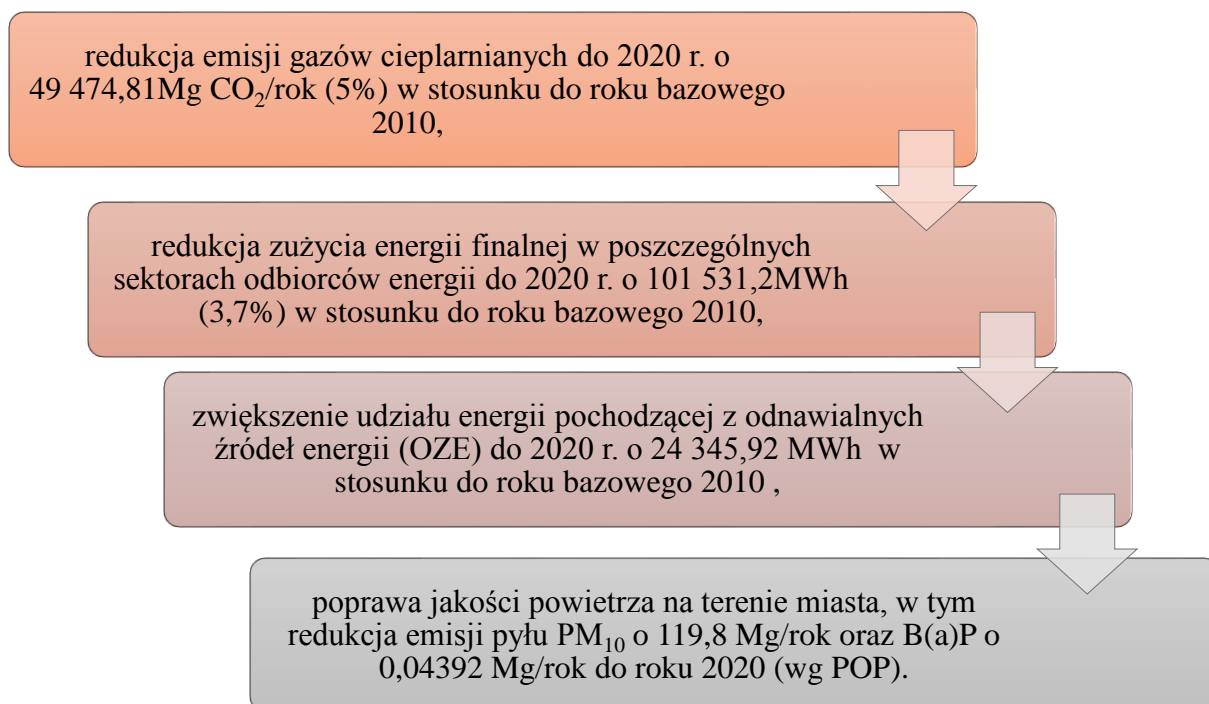 redukcja emisji gazów cieplarnianych do 2020 r. o
49 474,81Mg CO₂/rok (5%) w stosunku do roku bazowego
2010,
redukcja zużycia energii finalnej w poszczególnych
sektorach odbiorców energii do 2020 r. o 101 531,2MWh
(3,7%) w stosunku do roku bazowego 2010,
zwiększenie udziału energii pochodzącej z odnawialnych
źródeł energii (OZE) do 2020 r. o 24 345,92 MWh  w
stosunku do roku bazowego 2010 ,
poprawa jakości powietrza na terenie miasta, w tym
redukcja emisji pyłu PM₁₀ o 119,8 Mg/rok oraz B(a)P o
0,04392 Mg/rok do roku 2020 (wg POP).